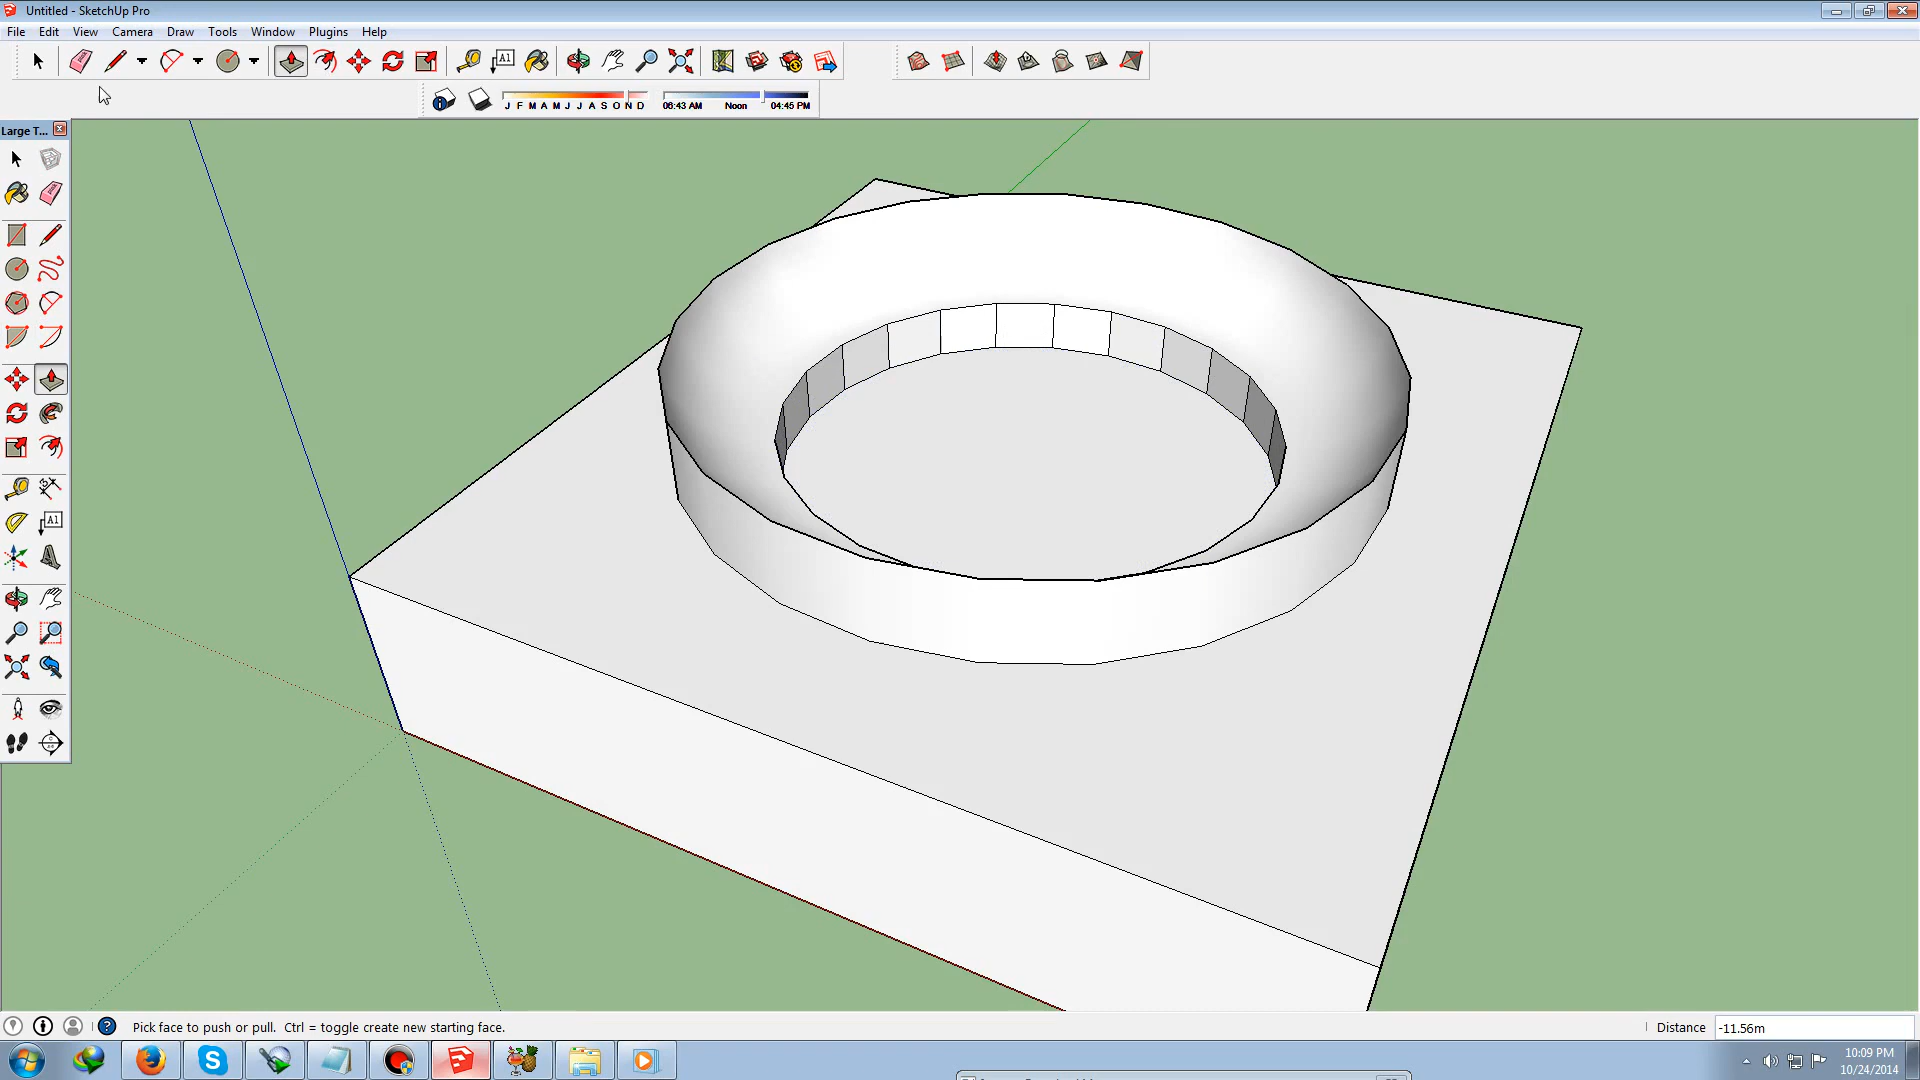 Untitled - SketchUp Pro
File Edit View Camera Draw Tools Window Plugins Help
A1
J F M A M J J A S O N D 06:43 AM Noon 04:45 PM
Large T...
A1
Pick face to push or pull. Ctrl = toggle create new starting face.
Distance -11.56m
10:09 PM
10/24/2014